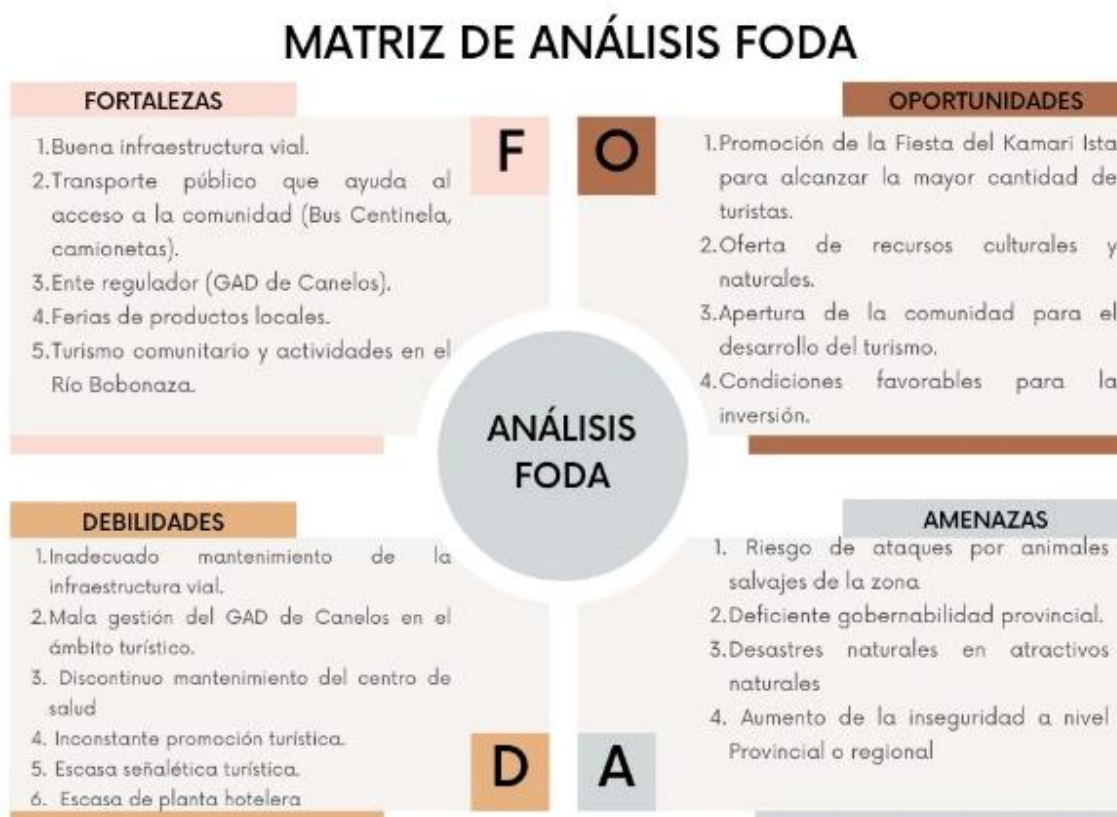 MATRIZ DE ANÁLISIS FODA
FORTALEZAS
1.Buena infraestructura vial.
2.Transporte público que ayuda al
acceso a la comunidad (Bus Centinela,
camionetas).
3.Ente regulador (GAD de Canelos).
4.Ferias de productos locales.
5.Turismo comunitario y actividades en el
Río Bobonaza.
F
O
OPORTUNIDADES
1.Promoción de la Fiesta del Kamari Ista
para alcanzar la mayor cantidad de
turistas.
2.Oferta de recursos culturales y
naturales.
3.Apertura de la comunidad para el
desarrollo del turismo.
4.Condiciones favorables para la
inversión.
ANÁLISIS
FODA
DEBILIDADES
1.Inadecuado mantenimiento de la
infraestructura vial.
2.Mala gestión del GAD de Canelos en el
ámbito turístico.
3. Discontinuo mantenimiento del centro de
salud
4. Inconstante promoción turística.
5. Escasa señalética turística.
6. Escasa de planta hotelera
D
A
AMENAZAS
1. Riesgo de ataques por animales
salvajes de la zona
2.Deficiente gobernabilidad provincial.
3.Desastres naturales en atractivos
naturales
4. Aumento de la inseguridad a nivel
Provincial o regional